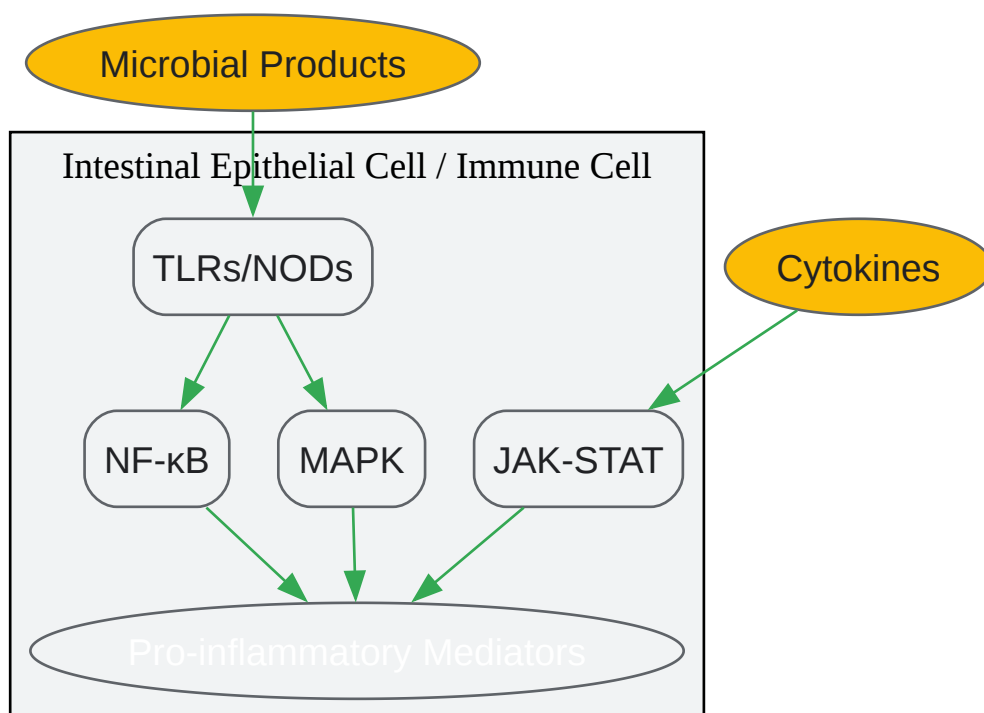 Microbial Products
Intestinal Epithelial Cell / Immune Cell
TLRs/NODs
Cytokines
NF-κB
MAPK
JAK-STAT
Pro-inflammatory Mediators